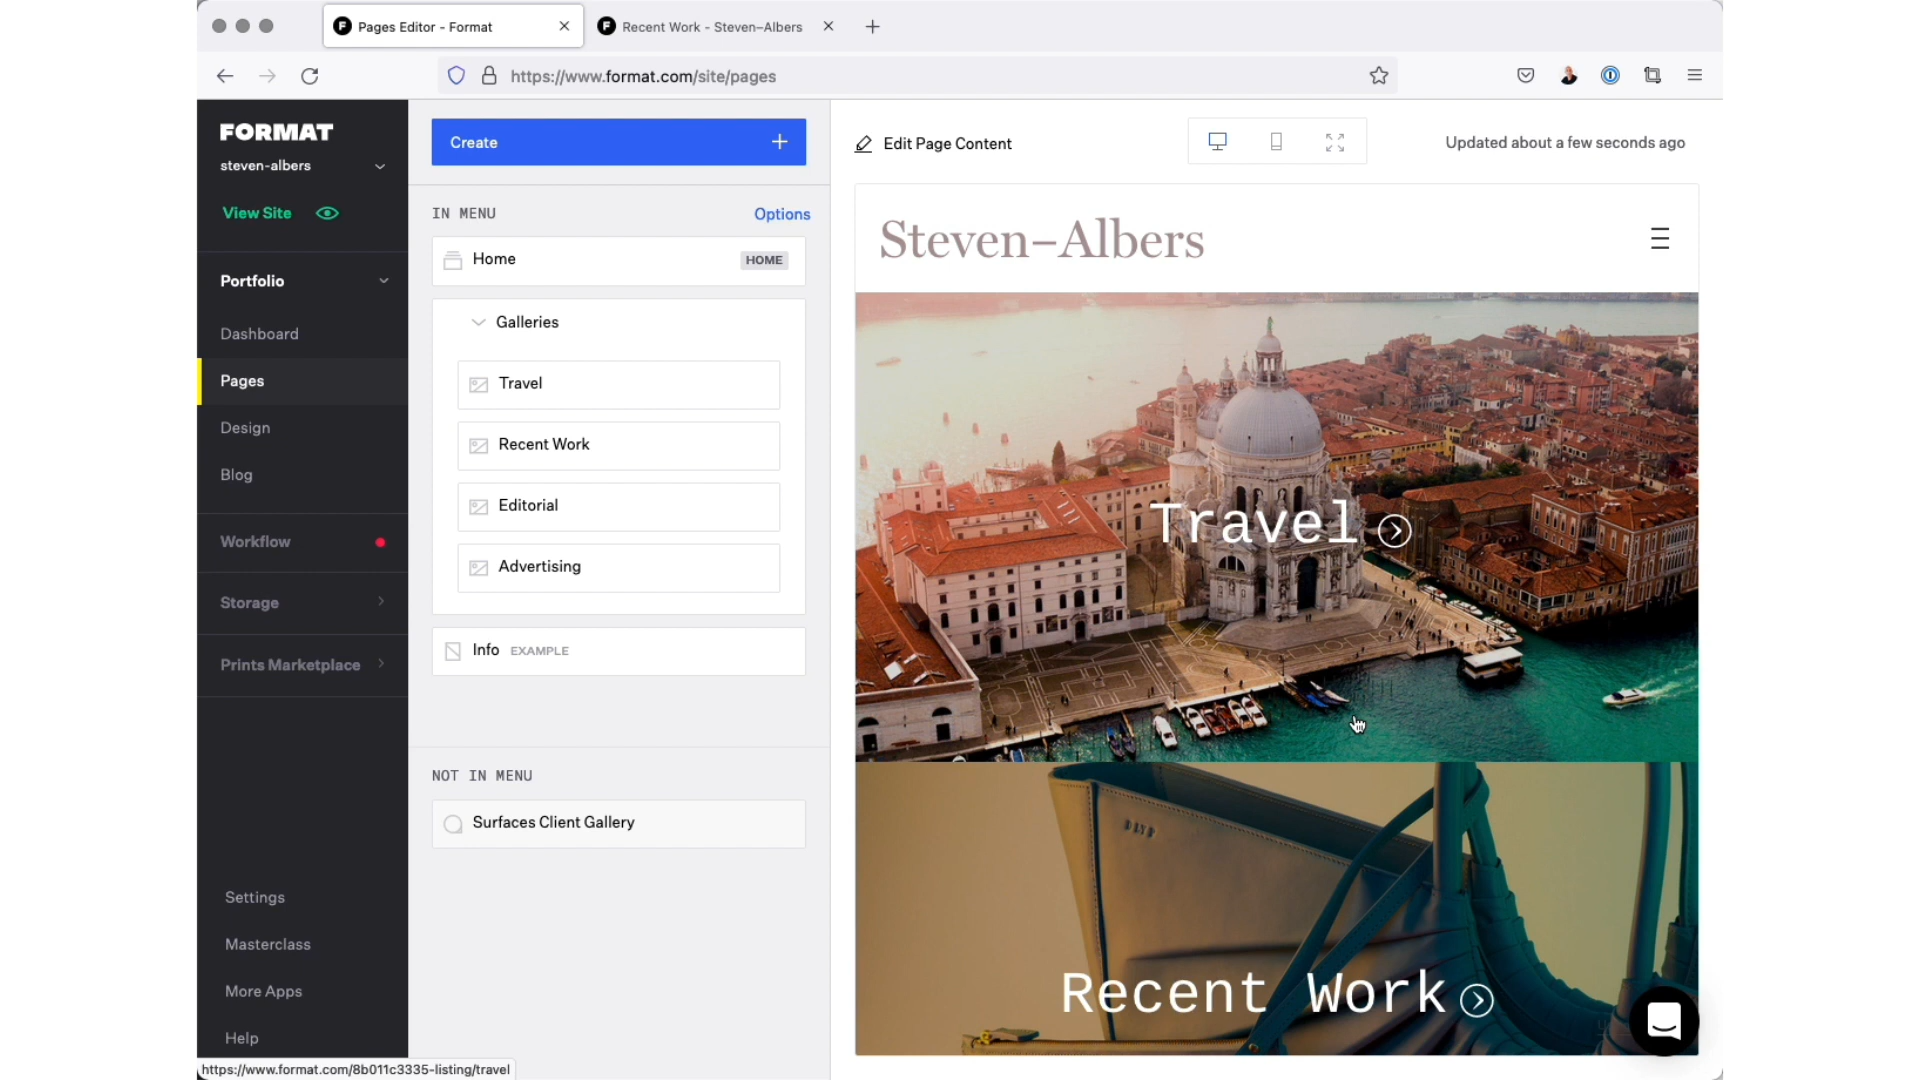 Pages Editor - Format
Recent Work - Steven-Albers
https://www.format.com/site/pages
FORMAT
steven-albers
View Site
Portfolio
Dashboard
Pages
Design
Blog
Workflow
Storage
Prints Marketplace
Settings
Masterclass
More Apps
Help
https://www.format.com/8b011c3335-listing/travel
Create
IN MENU
Options
Home
HOME
Galleries
Travel
Recent Work
Editorial
Advertising
Info EXAMPLE
NOT IN MENU
Surfaces Client Gallery
Edit Page Content
Updated about a few seconds ago
Steven–Albers
Travel
Recent Work